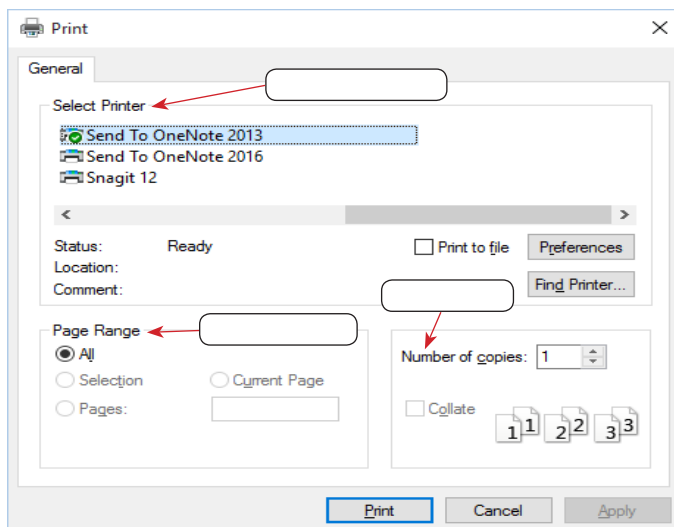 Print
General
Select Printer
Send To OneNote 2013
Send To OneNote 2016
Snagit 12
Status: Ready
Print to file
Preferences
Location:
Comment:
Find Printer...
Page Range
All
Selection
Current Page
Pages:
Number of copies: 1
Collate
1 1 2 2 3 3
Print
Cancel
Apply